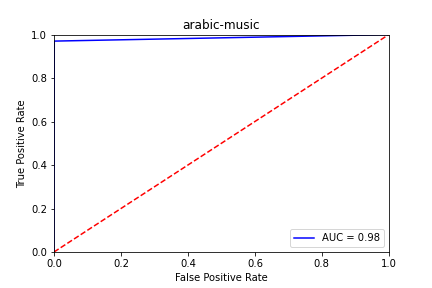 arabic-music
True Positive Rate
1.0
0.8
0.6
0.4
0.2
0.0
AUC = 0.98
0.0 0.2 0.4 0.6 0.8 1.0
False Positive Rate